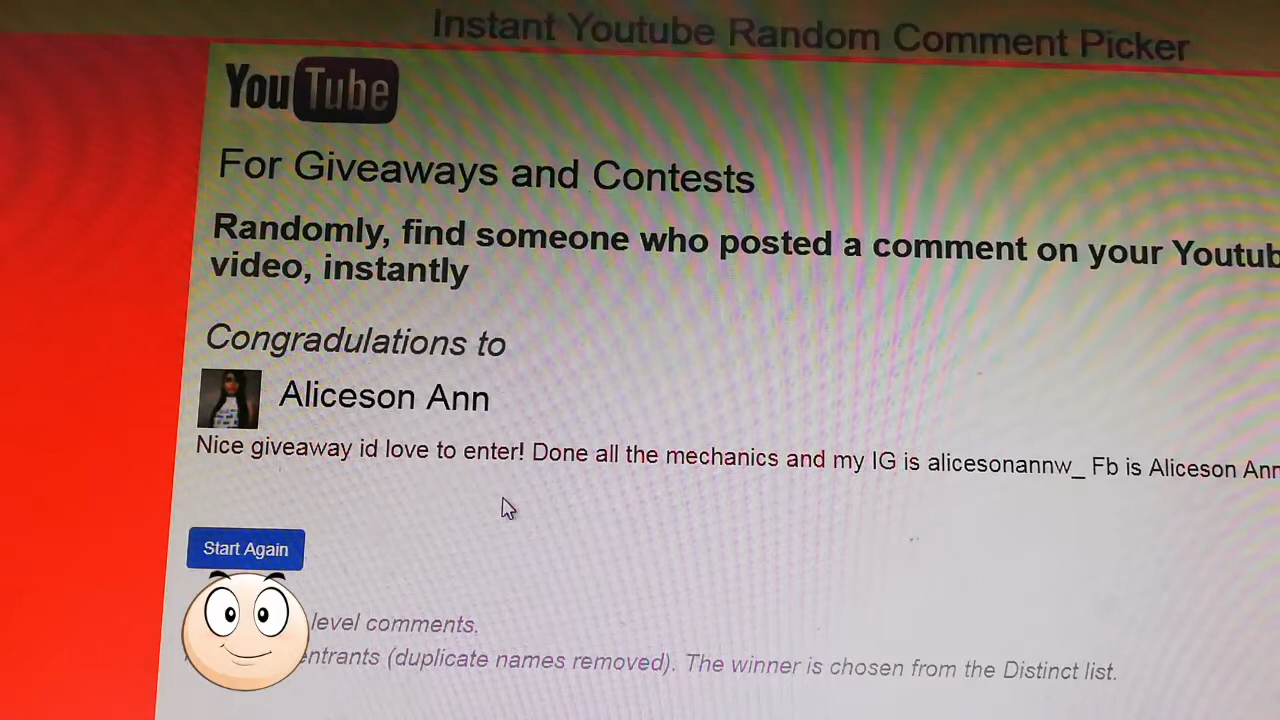 Instant Youtube Random Comment Picker
YouTube
For Giveaways and Contests
Randomly, find someone who posted a comment on your Youtub
video, instantly
Congradulations to
Aliceson Ann
Nice giveaway id love to enter! Done all the mechanics and my IG is alicesonannw_ Fb is Aliceson Ann
Start Again
level comments.
ntrants (duplicate names removed). The winner is chosen from the Distinct list.